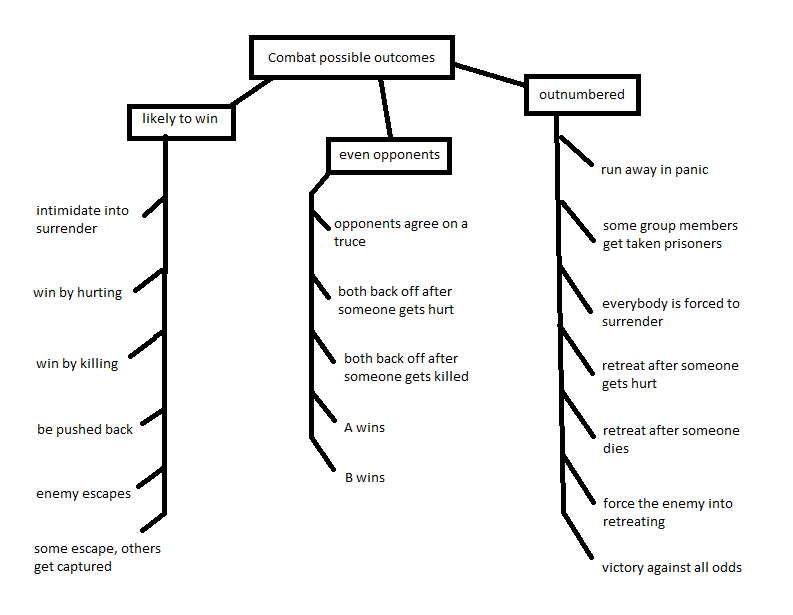 Combat possible outcomes
likely to win
intimidate into
surrender
win by hurting
win by killing
be pushed back
enemy escapes
some escape, others
get captured
even opponents
opponents agree on a
truce
both back off after
someone gets hurt
both back off after
someone gets killed
A wins
B wins
outnumbered
run away in panic
some group members
get taken prisoners
everybody is forced to
surrender
retreat after someone
gets hurt
retreat after someone
dies
force the enemy into
retreating
victory against all odds